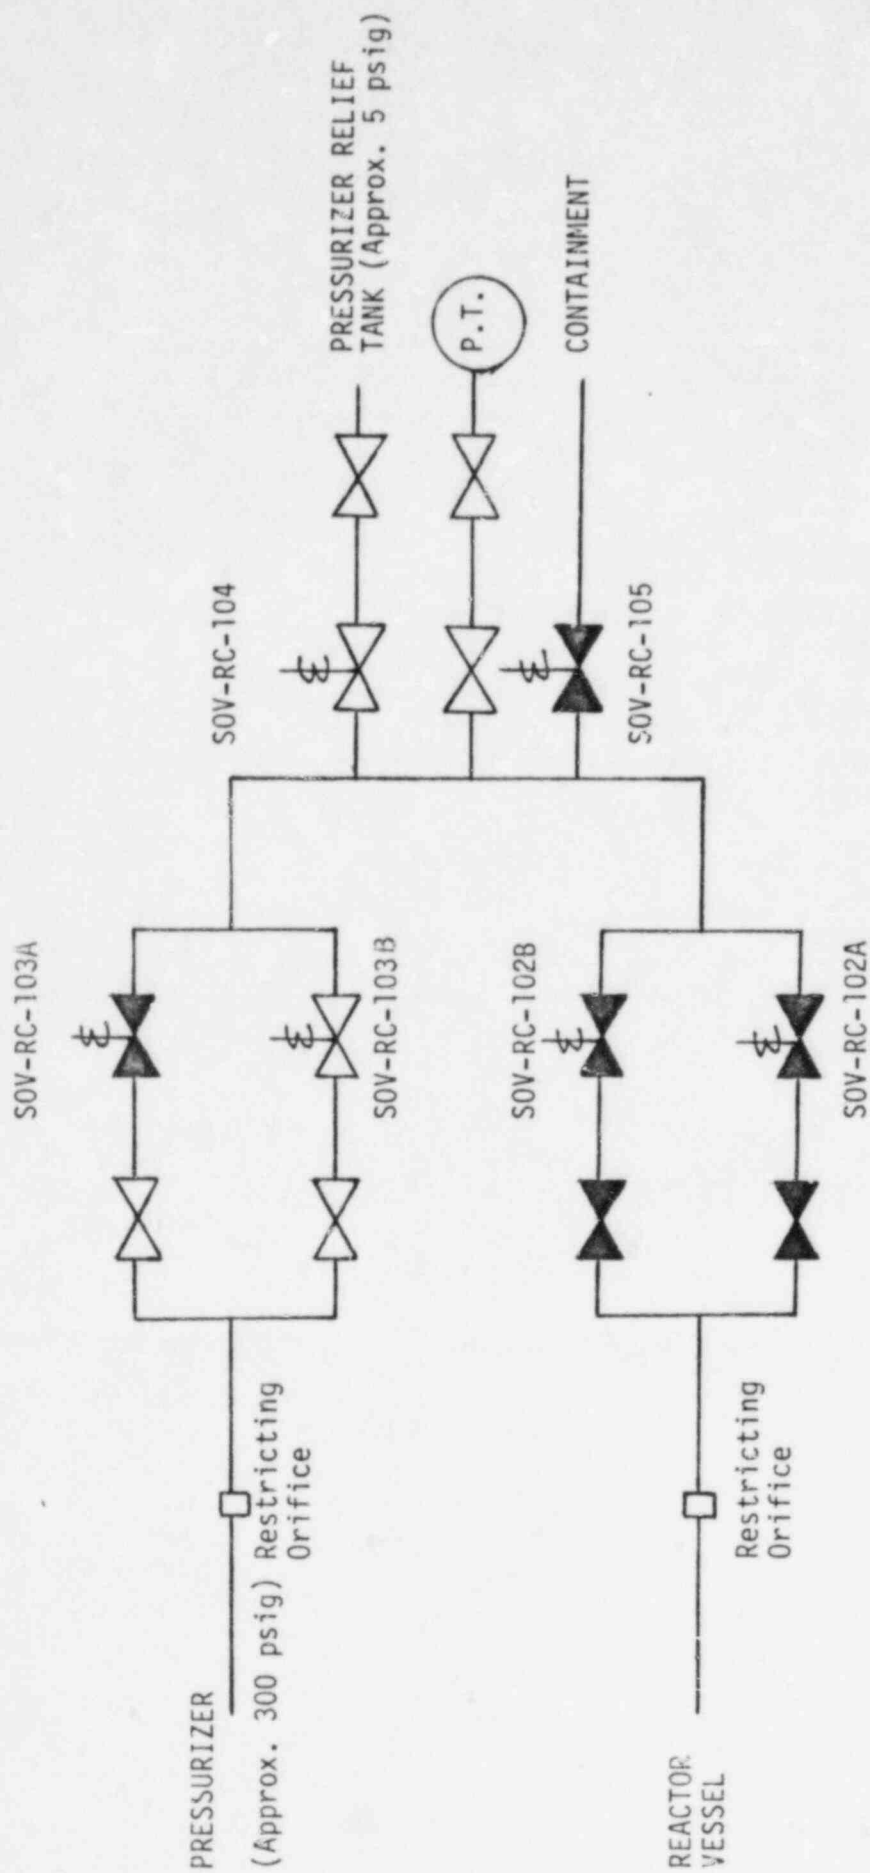 PRESSURIZER
(Approx. 300 psig)
Restricting
Orifice
SOV-RC-103A
SOV-RC-103B
SOV-RC-104
PRESSURIZER RELIEF
TANK (Approx. 5 psig)
P.T.
CONTAINMENT
SOV-RC-105
REACTOR
VESSEL
Restricting
Orifice
SOV-RC-102B
SOV-RC-102A